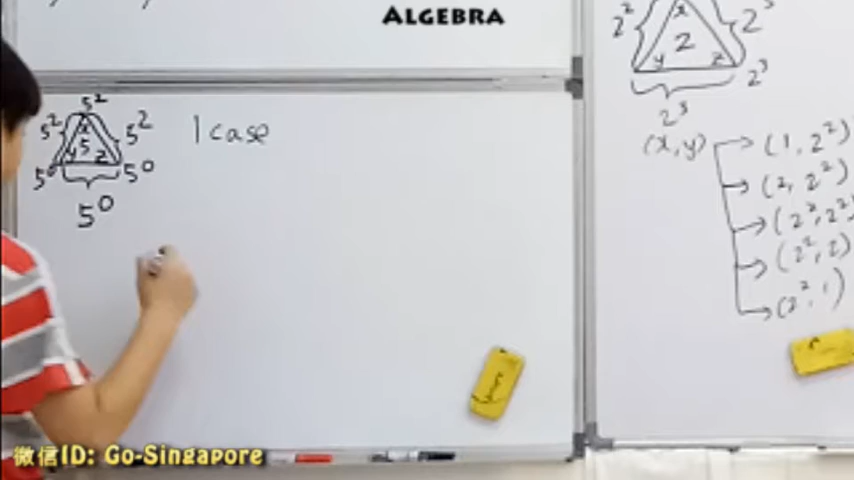 ALGEBRA
5²
5² x 5²
5
y z
5⁰ 5⁰
5⁰
1 case
2² x 2³
2
y z
2³
2³
(x,y) → (1, 2²)
→ (2, 2²)
→ (2², 2²)
→ (2², 2)
→ (2², 1)
微信ID: Go-Singapore